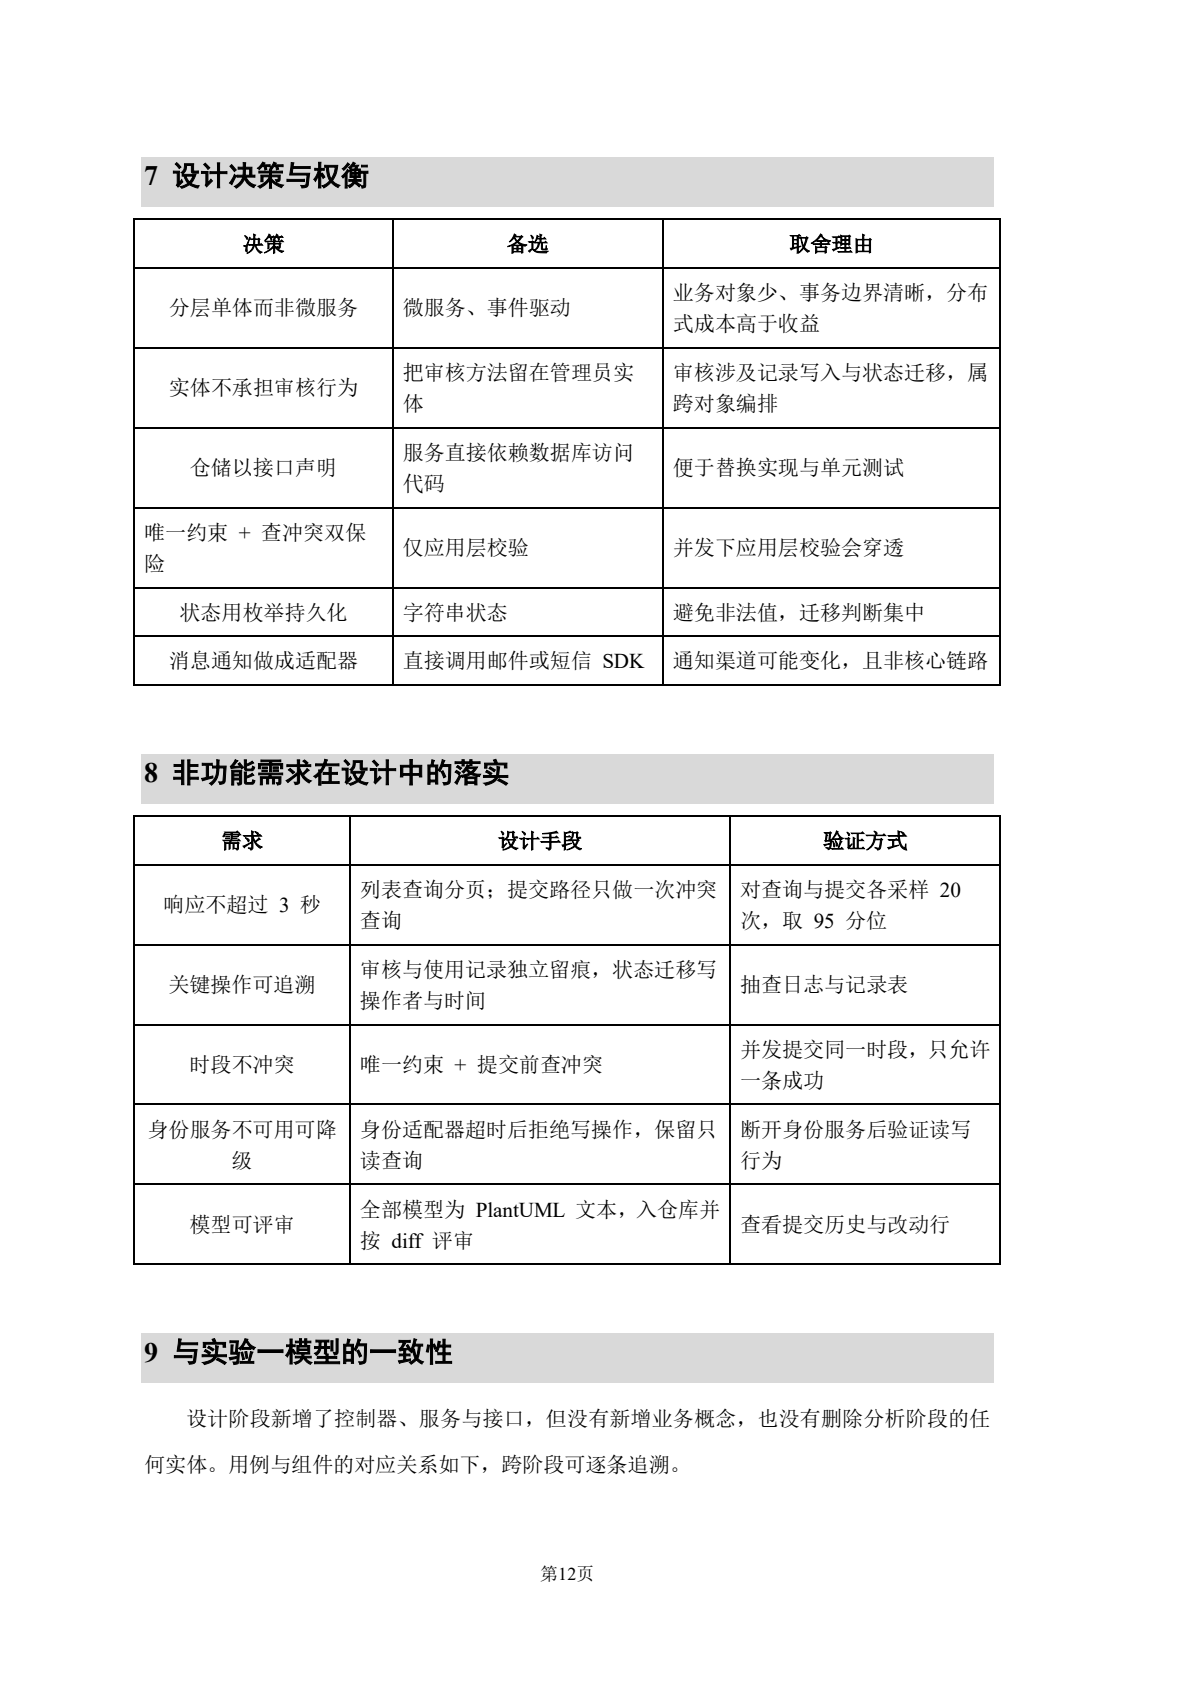 7 设计决策与权衡
决策 备选 取舍理由
分层单体而非微服务 微服务、事件驱动 业务对象少、事务边界清晰，分布
式成本高于收益
实体不承担审核行为 把审核方法留在管理员实
体 审核涉及记录写入与状态迁移，属
跨对象编排
仓储以接口声明 服务直接依赖数据库访问
代码 便于替换实现与单元测试
唯一约束 + 查冲突双保
险 仅应用层校验 并发下应用层校验会穿透
状态用枚举持久化 字符串状态 避免非法值，迁移判断集中
消息通知做成适配器 直接调用邮件或短信 SDK 通知渠道可能变化，且非核心链路
8 非功能需求在设计中的落实
需求 设计手段 验证方式
响应不超过 3 秒 列表查询分页；提交路径只做一次冲突
查询 对查询与提交各采样 20
次，取 95 分位
关键操作可追溯 审核与使用记录独立留痕，状态迁移写
操作者与时间 抽查日志与记录表
时段不冲突 唯一约束 + 提交前查冲突 并发提交同一时段，只允许
一条成功
身份服务不可用可降
级 身份适配器超时后拒绝写操作，保留只
读查询 断开身份服务后验证读写
行为
模型可评审 全部模型为 PlantUML 文本，入仓库并
按 diff 评审 查看提交历史与改动行
9 与实验一模型的一致性
设计阶段新增了控制器、服务与接口，但没有新增业务概念，也没有删除分析阶段的任
何实体。用例与组件的对应关系如下，跨阶段可逐条追溯。
第12页